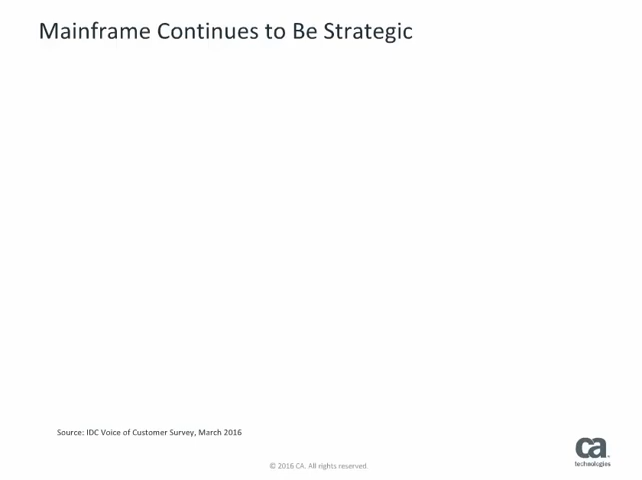 Mainframe Continues to Be Strategic
Source: IDC Voice of Customer Survey, March 2016
ca
technologies
© 2016 CA. All rights reserved.